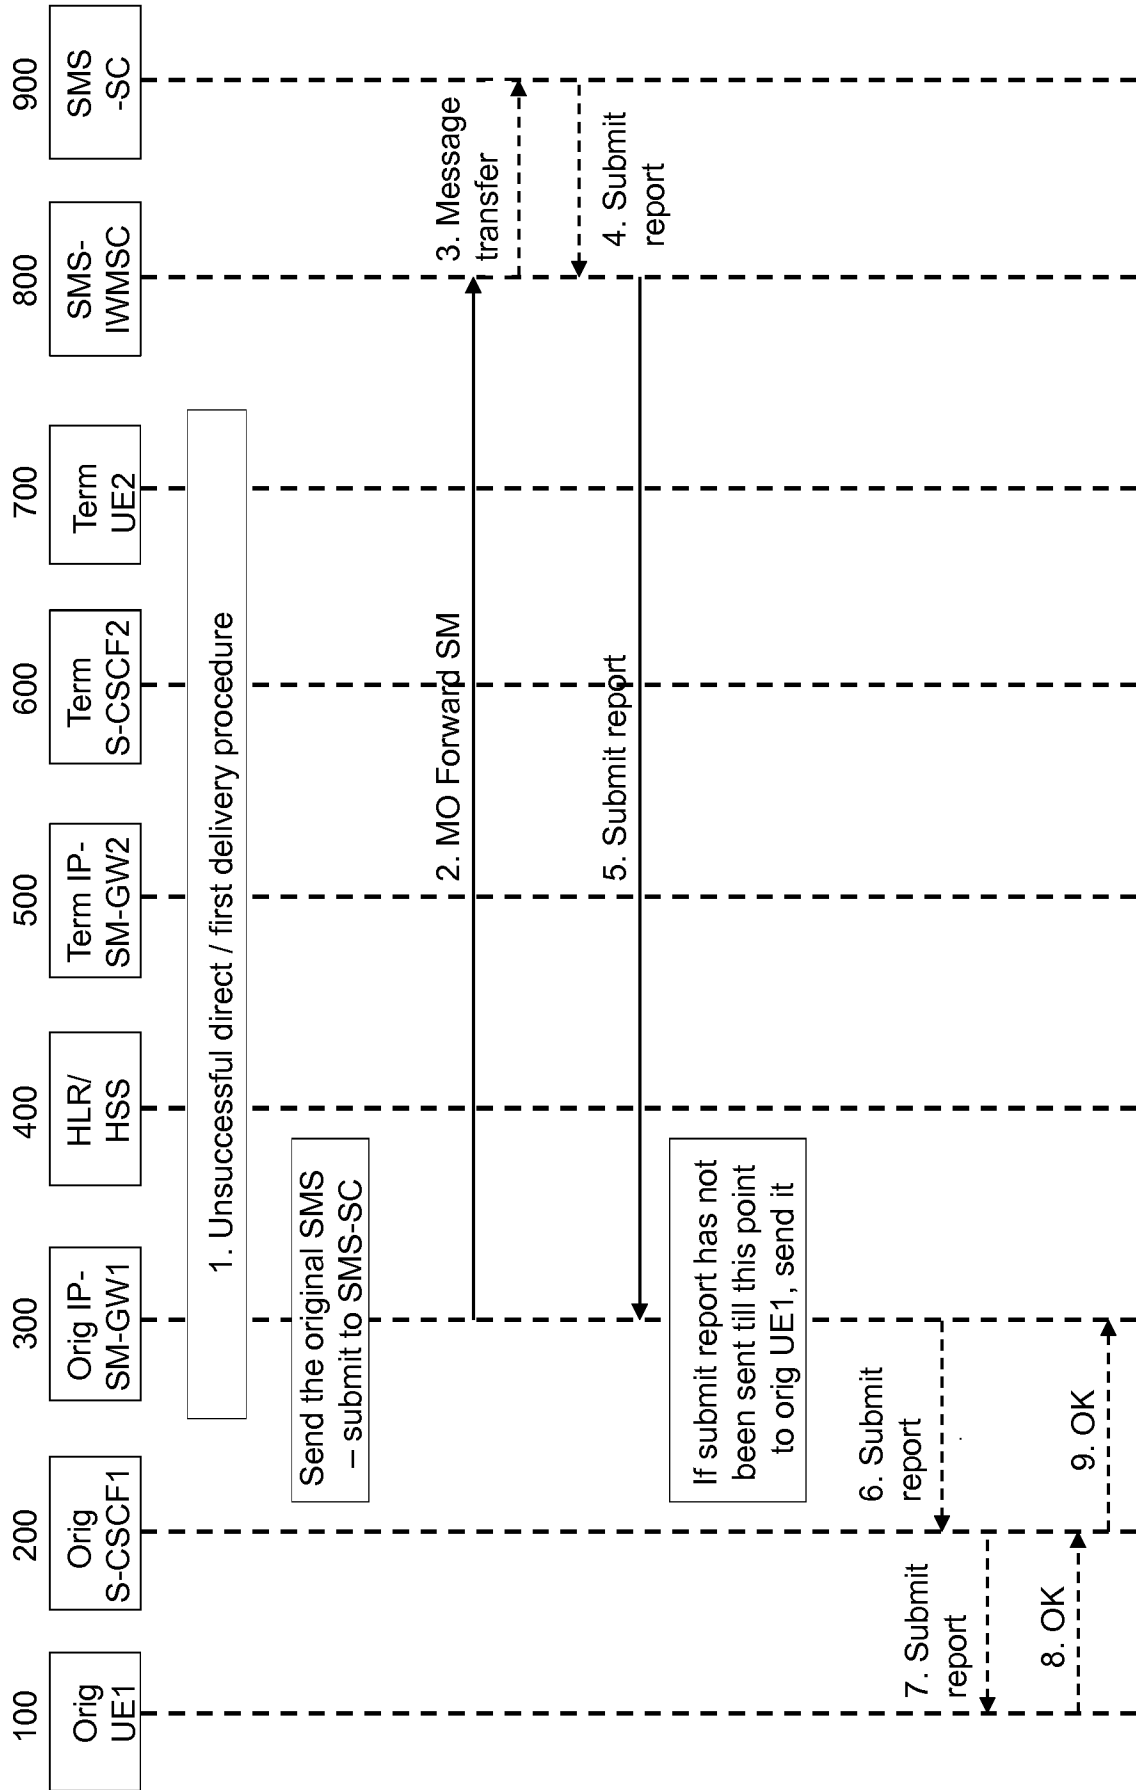 100
200
300
400
500
600
700
800
900
Orig
UE1
Orig
S-CSCF1
Orig IP-
SM-GW1
HLR/
HSS
Term IP-
SM-GW2
Term
S-CSCF2
Term
UE2
SMS-
IWMSC
SMS
-SC
1. Unsuccessful direct / first delivery procedure
Send the original SMS
– submit to SMS-SC
2. MO Forward SM
3. Message
transfer
4. Submit
report
5. Submit report
If submit report has not
been sent till this point
to orig UE1, send it
6. Submit
report
7. Submit
report
8. OK
9. OK